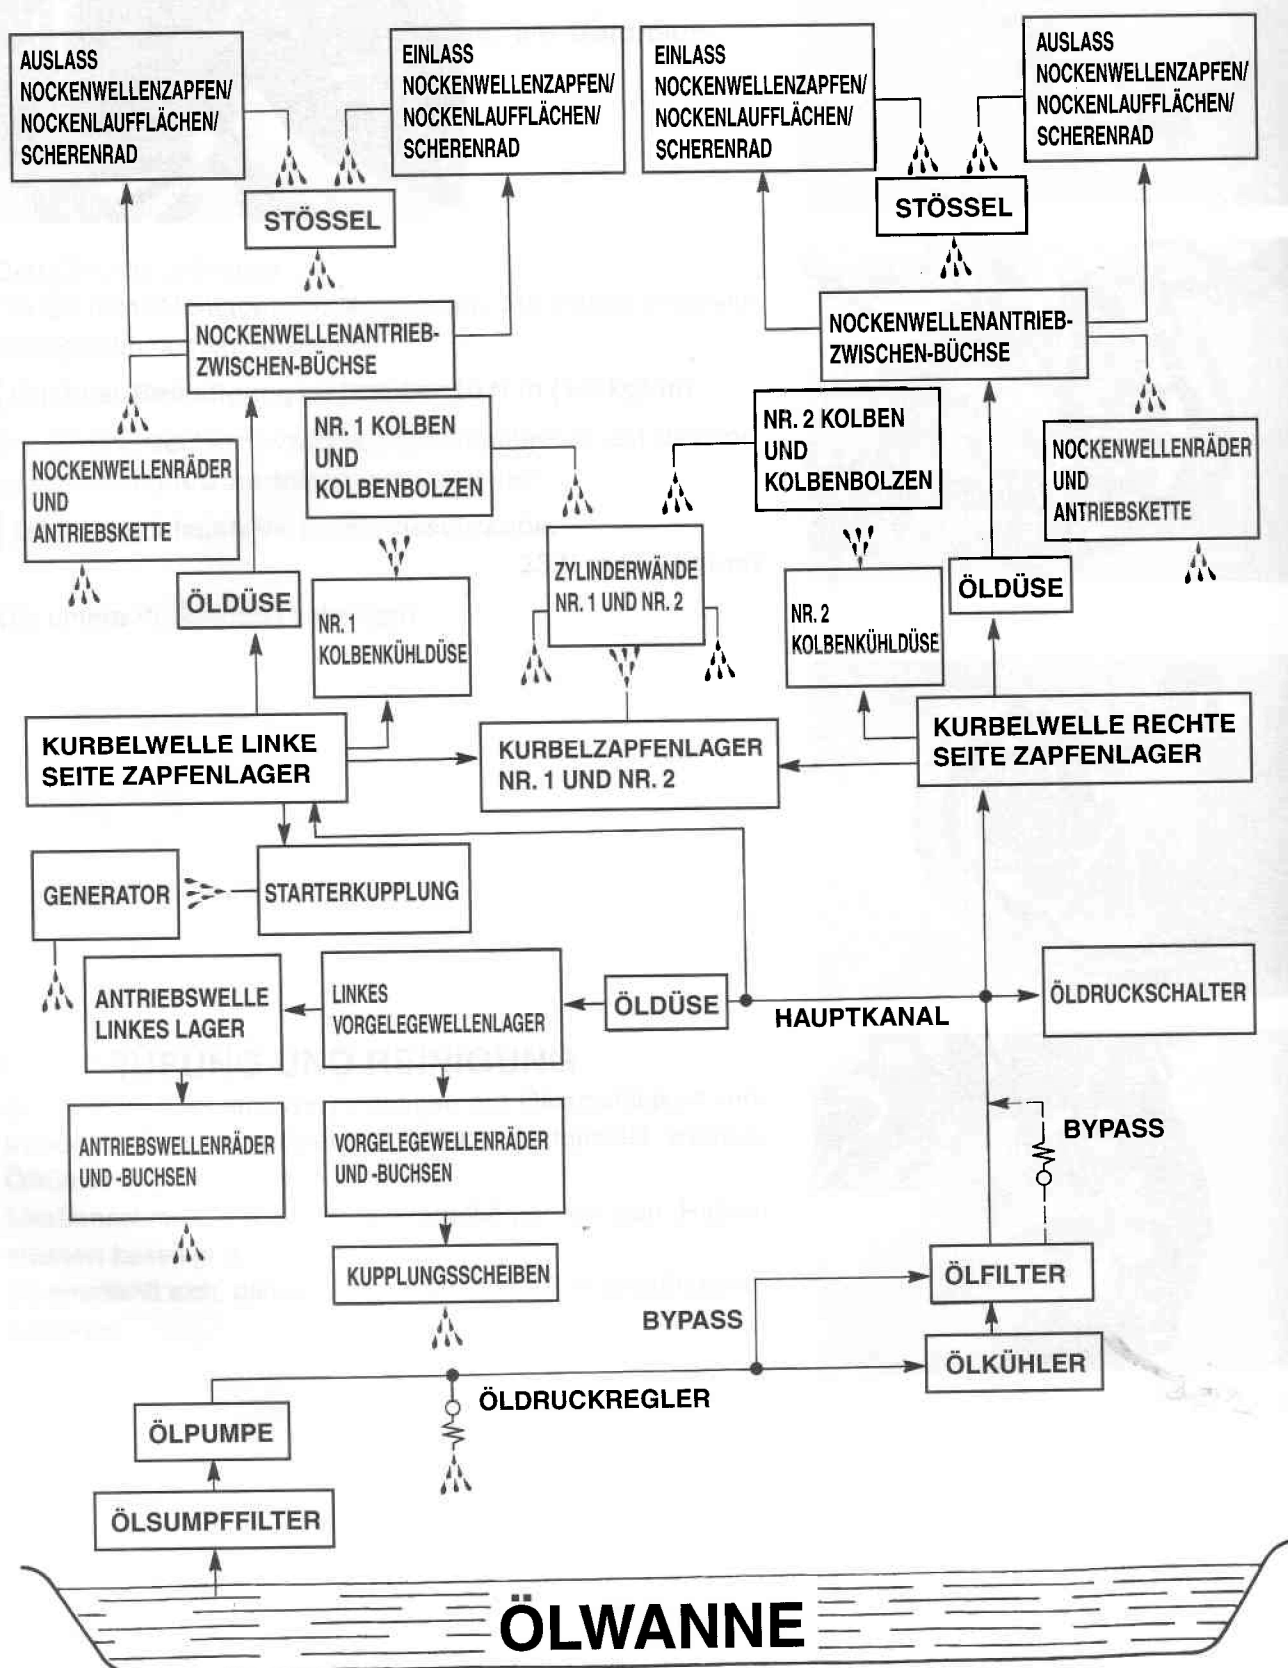 AUSLASS
NOCKENWELLENZAPFEN/
NOCKENLAUFFLÄCHEN/
SCHERENRAD
EINLASS
NOCKENWELLENZAPFEN/
NOCKENLAUFFLÄCHEN/
SCHERENRAD
EINLASS
NOCKENWELLENZAPFEN/
NOCKENLAUFFLÄCHEN/
SCHERENRAD
AUSLASS
NOCKENWELLENZAPFEN/
NOCKENLAUFFLÄCHEN/
SCHERENRAD
STÖSSEL
STÖSSEL
NOCKENWELLENANTRIEB-
ZWISCHEN-BÜCHSE
NOCKENWELLENANTRIEB-
ZWISCHEN-BÜCHSE
NOCKENWELLENRÄDER
UND
ANTRIEBSKETTE
NR. 1 KOLBEN
UND
KOLBENBOLZEN
NR. 2 KOLBEN
UND
KOLBENBOLZEN
NOCKENWELLENRÄDER
UND
ANTRIEBSKETTE
ÖLDÜSE
NR. 1
KOLBENKÜHLDÜSE
ZYLINDERWÄNDE
NR. 1 UND NR. 2
NR. 2
KOLBENKÜHLDÜSE
ÖLDÜSE
KURBELWELLE LINKE
SEITE ZAPFENLAGER
KURBELZAPFENLAGER
NR. 1 UND NR. 2
KURBELWELLE RECHTE
SEITE ZAPFENLAGER
GENERATOR
STARTERKUPPLUNG
ANTRIEBSWELLE
LINKES LAGER
LINKES
VORGELEGEWELLENLAGER
ÖLDÜSE
HAUPTKANAL
ÖLDRUCKSCHALTER
ANTRIEBSWELLENRÄDER
UND -BUCHSEN
VORGELEGEWELLENRÄDER
UND -BUCHSEN
BYPASS
KUPPLUNGSSCHEIBEN
ÖLFILTER
BYPASS
ÖLKÜHLER
ÖLDRUCKREGLER
ÖLPUMPE
ÖLSUMPFFILTER
ÖLWANNE